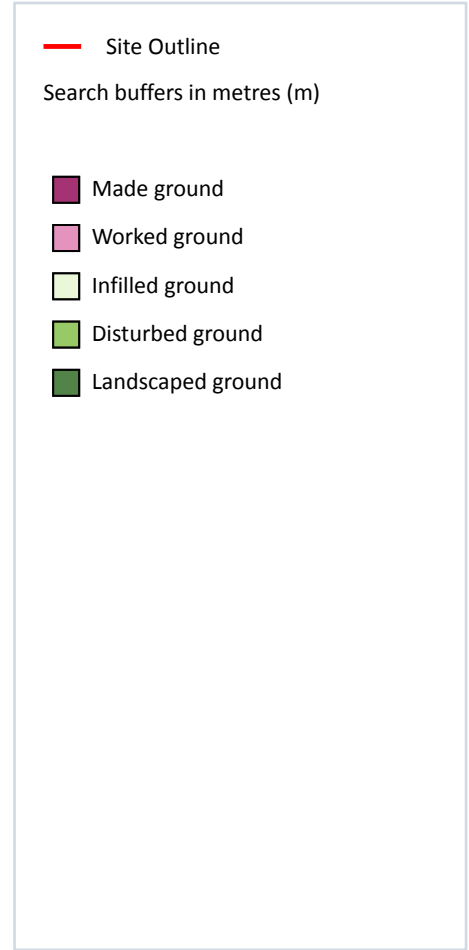 Site Outline
Search buffers in metres (m)
Made ground
Worked ground
Infilled ground
Disturbed ground
Landscaped ground